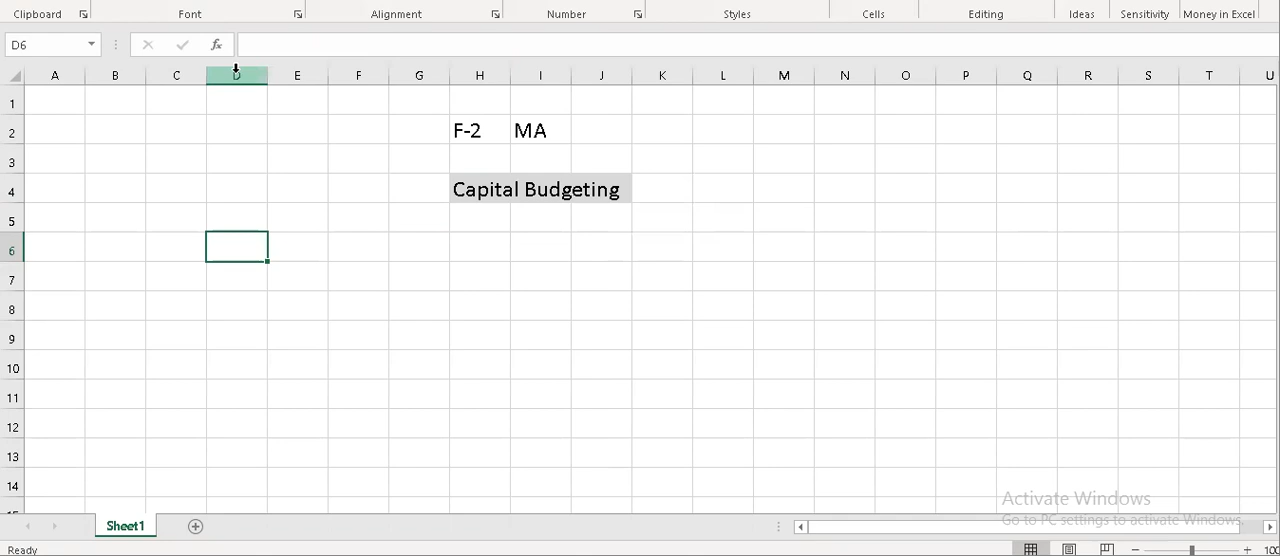 Clipboard Font Alignment Number Styles Cells Editing Ideas Sensitivity Money in Excel
D6 fx
A B C D E F G H I J K L M N O P Q R S T U
1
2 F-2 MA
3
4 Capital Budgeting
5
6
7
8
9
10
11
12
13
14
Activate Windows
Go to PC settings to activate Windows.
Sheet1
Ready